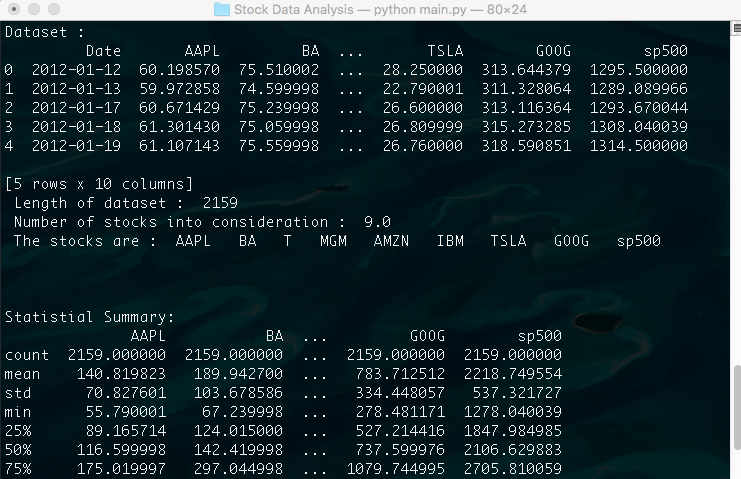 Stock Data Analysis — python main.py — 80×24
Dataset :
         Date       AAPL         BA  ...       TSLA        GOOG        sp500
0  2012-01-12  60.198570  75.510002  ...  28.250000  313.644379  1295.500000
1  2012-01-13  59.972858  74.599998  ...  22.790001  311.328064  1289.089966
2  2012-01-17  60.671429  75.239998  ...  26.600000  313.116364  1293.670044
3  2012-01-18  61.301430  75.059998  ...  26.809999  315.273285  1308.040039
4  2012-01-19  61.107143  75.559998  ...  26.760000  318.590851  1314.500000
[5 rows x 10 columns]
 Length of dataset :  2159
 Number of stocks into consideration :  9.0
 The stocks are :  AAPL   BA   T   MGM   AMZN   IBM   TSLA   GOOG   sp500
Statistial Summary:
              AAPL           BA  ...         GOOG        sp500
count  2159.000000  2159.000000  ...  2159.000000  2159.000000
mean    140.819823   189.942700  ...   783.712512  2218.749554
std      70.827601   103.678586  ...   334.448057   537.321727
min      55.790001    67.239998  ...   278.481171  1278.040039
25%      89.165714   124.015000  ...   527.214416  1847.984985
50%     116.599998   142.419998  ...   737.599976  2106.629883
75%     175.019997   297.044998  ...  1079.744995  2705.810059